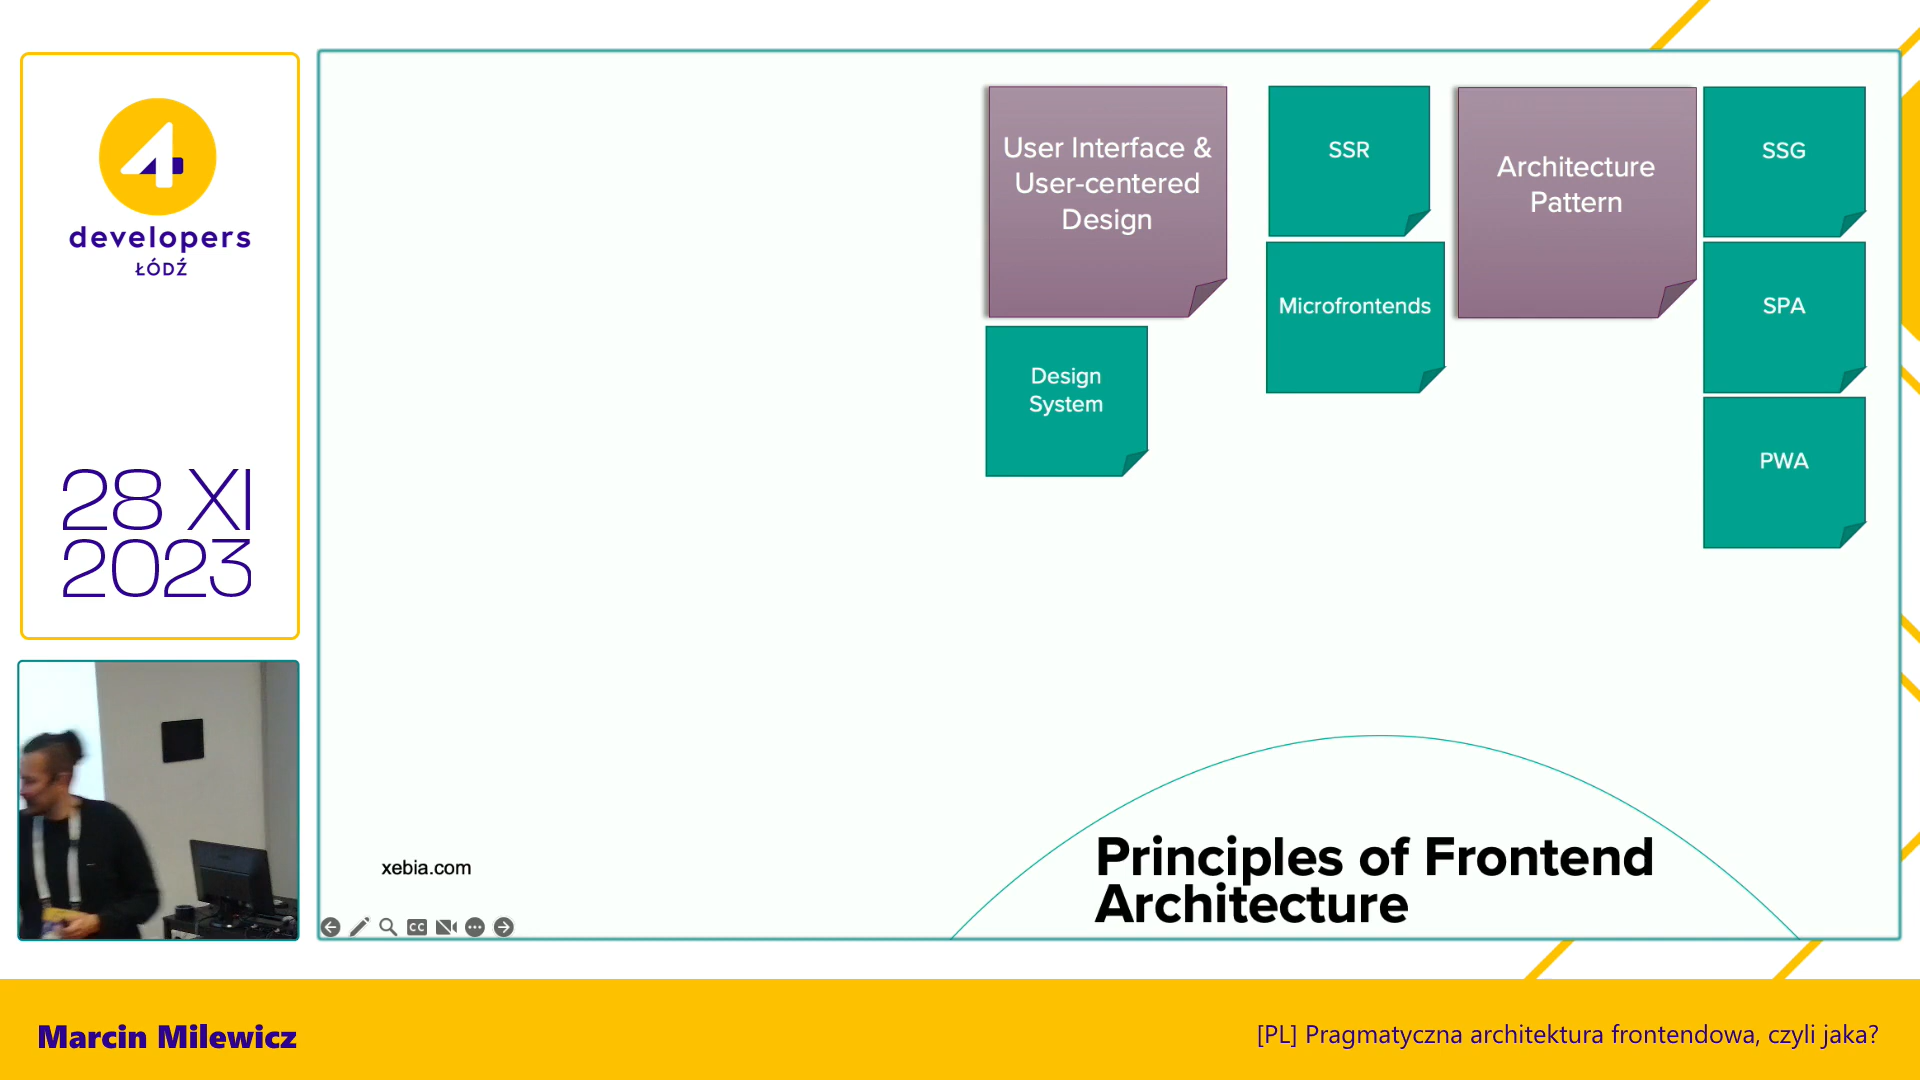 4
developers
ŁÓDŹ
28 XI
2023
User Interface &
User-centered
Design
SSR
Architecture
Pattern
SSG
Microfrontends
SPA
Design
System
PWA
Principles of Frontend
Architecture
xebia.com
CC
Marcin Milewicz
[PL] Pragmatyczna architektura frontendowa, czyli jaka?